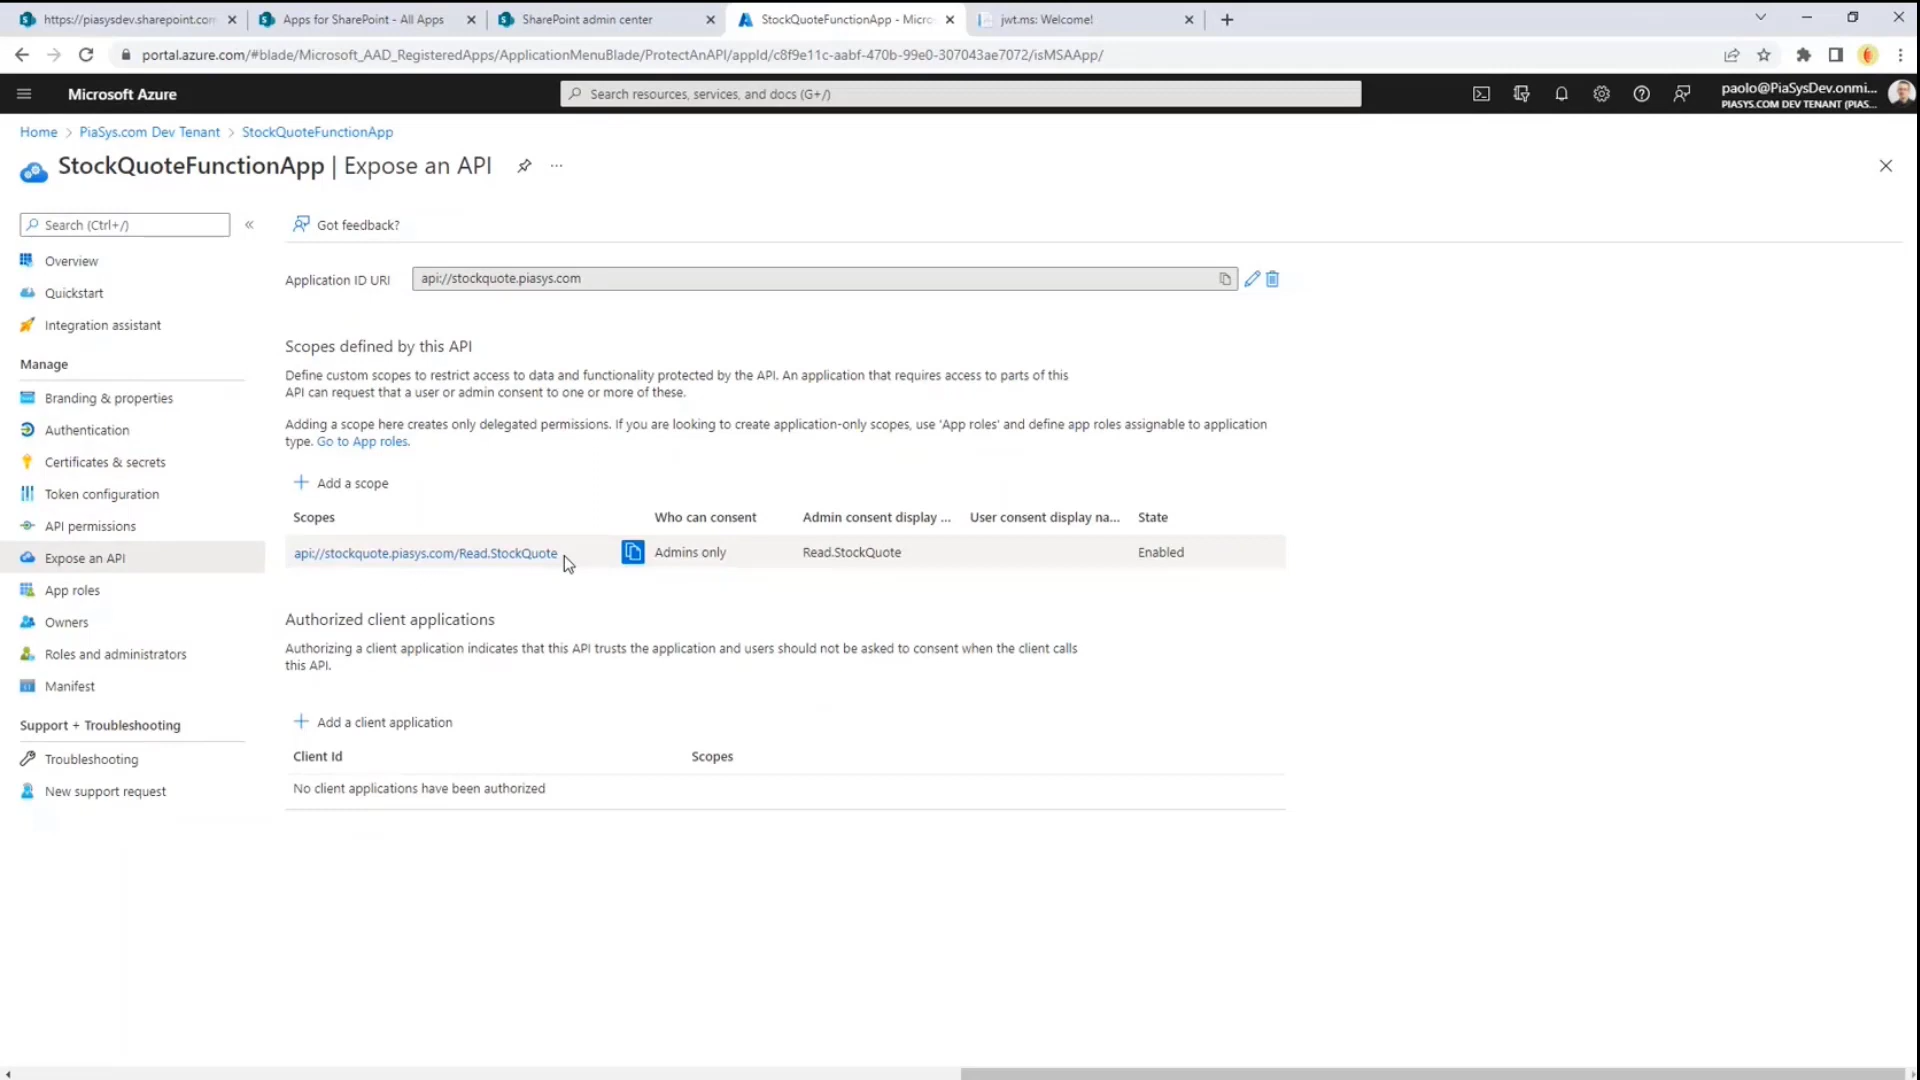 https://piasysdev.sharepoint.con
Apps for SharePoint - All Apps
SharePoint admin center
StockQuoteFunctionApp - Micro
jwt.ms: Welcome!
portal.azure.com/#blade/Microsoft_AAD_RegisteredApps/ApplicationMenuBlade/ProtectAnAPI/appId/c8f9e11c-aabf-470b-99e0-307043ae7072/isMSAApp/
Microsoft Azure
Search resources, services, and docs (G+/)
paolo@PiaSysDev.onmi...
PIASYS.COM DEV TENANT (PIAS...
Home > PiaSys.com Dev Tenant > StockQuoteFunctionApp
StockQuoteFunctionApp | Expose an API
Search (Ctrl+/)
«
Got feedback?
Overview
Quickstart
Integration assistant
Manage
Branding & properties
Authentication
Certificates & secrets
Token configuration
API permissions
Expose an API
App roles
Owners
Roles and administrators
Manifest
Support + Troubleshooting
Troubleshooting
New support request
Application ID URI
api://stockquote.piasys.com
Scopes defined by this API
Define custom scopes to restrict access to data and functionality protected by the API. An application that requires access to parts of this
API can request that a user or admin consent to one or more of these.
Adding a scope here creates only delegated permissions. If you are looking to create application-only scopes, use 'App roles' and define app roles assignable to application
type. Go to App roles.
Add a scope
Scopes Who can consent Admin consent display ... User consent display na... State
api://stockquote.piasys.com/Read.StockQuote Admins only Read.StockQuote Enabled
Authorized client applications
Authorizing a client application indicates that this API trusts the application and users should not be asked to consent when the client calls
this API.
Add a client application
Client Id Scopes
No client applications have been authorized